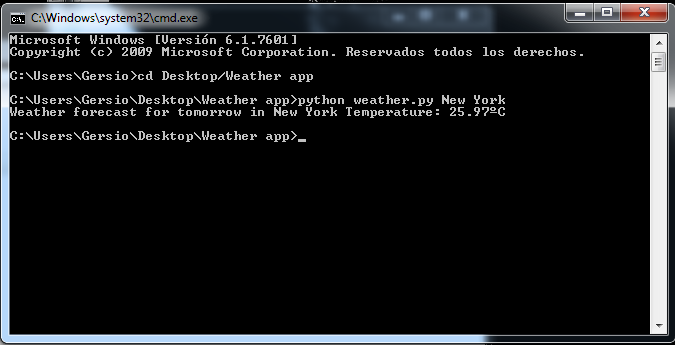 C:\Windows\system32\cmd.exe
Microsoft Windows [Versión 6.1.7601]
Copyright (c) 2009 Microsoft Corporation. Reservados todos los derechos.
C:\Users\Gersio>cd Desktop/Weather app
C:\Users\Gersio\Desktop\Weather app>python weather.py New York
Weather forecast for tomorrow in New York Temperature: 25.97ºC
C:\Users\Gersio\Desktop\Weather app>_